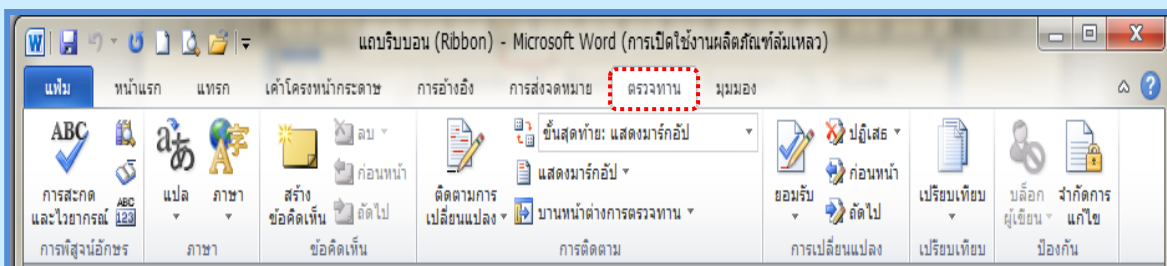 แถบริบบอน (Ribbon) - Microsoft Word (การเปิดใช้งานผลิตภัณฑ์ล้มเหลว)
แฟ้ม หน้าแรก แทรก เค้าโครงหน้ากระดาษ การอ้างอิง การส่งจดหมาย ตรวจทาน มุมมอง
ABC
การสะกด
และไวยากรณ์
ABC
123
แปล
ภาษา
สร้าง
ข้อคิดเห็น
ลบ
ก่อนหน้า
ถัดไป
ติดตามการ
เปลี่ยนแปลง
ขั้นสุดท้าย: แสดงมาร์กอัป
แสดงมาร์กอัป
บานหน้าต่างการตรวจทาน
ยอมรับ
ปฏิเสธ
ก่อนหน้า
ถัดไป
เปรียบเทียบ
บล็อก
ผู้เขียน
จำกัดการ
แก้ไข
การพิสูจน์อักษร ภาษา ข้อคิดเห็น การติดตาม การเปลี่ยนแปลง เปรียบเทียบ ป้องกัน